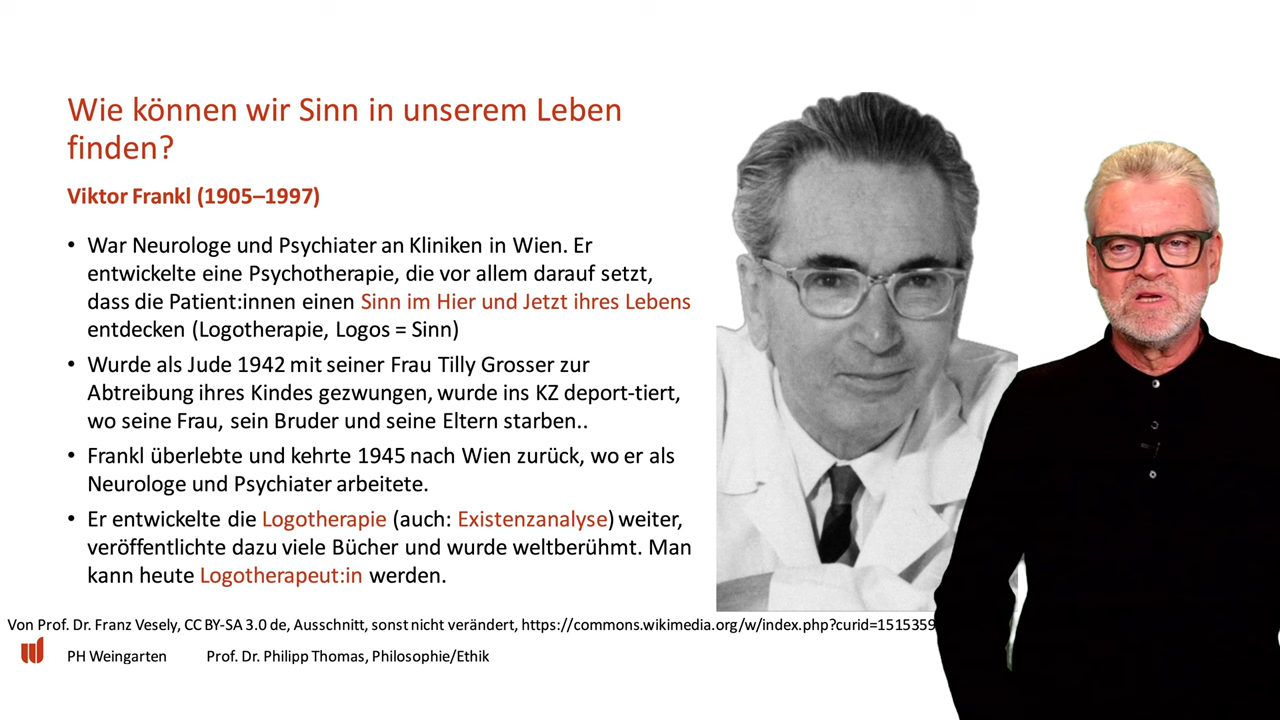 Wie können wir Sinn in unserem Leben
finden?
Viktor Frankl (1905–1997)
• War Neurologe und Psychiater an Kliniken in Wien. Er
entwickelte eine Psychotherapie, die vor allem darauf setzt,
dass die Patient:innen einen Sinn im Hier und Jetzt ihres Lebens
entdecken (Logotherapie, Logos = Sinn)
• Wurde als Jude 1942 mit seiner Frau Tilly Grosser zur
Abtreibung ihres Kindes gezwungen, wurde ins KZ deport-tiert,
wo seine Frau, sein Bruder und seine Eltern starben..
• Frankl überlebte und kehrte 1945 nach Wien zurück, wo er als
Neurologe und Psychiater arbeitete.
• Er entwickelte die Logotherapie (auch: Existenzanalyse) weiter,
veröffentlichte dazu viele Bücher und wurde weltberühmt. Man
kann heute Logotherapeut:in werden.
Von Prof. Dr. Franz Vesely, CC BY-SA 3.0 de, Ausschnitt, sonst nicht verändert, https://commons.wikimedia.org/w/index.php?curid=1515359
PH Weingarten Prof. Dr. Philipp Thomas, Philosophie/Ethik